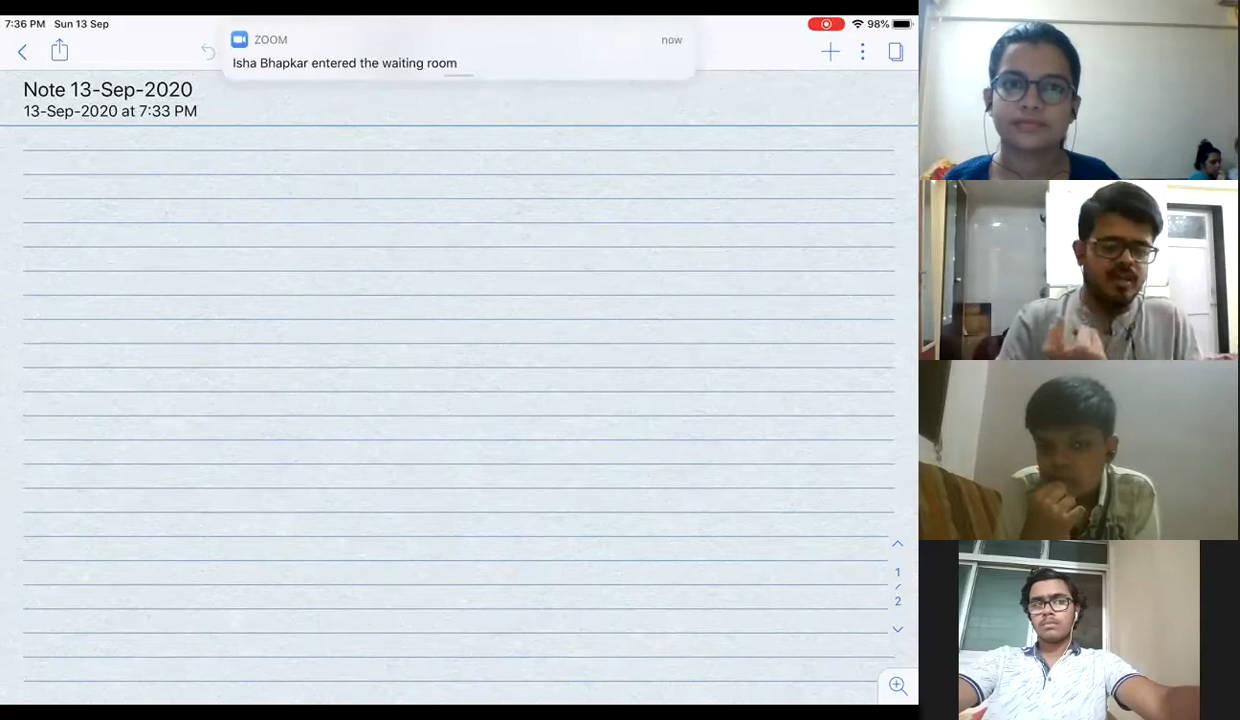 7:36 PM Sun 13 Sep
98%
ZOOM
now
Isha Bhapkar entered the waiting room
Note 13-Sep-2020
13-Sep-2020 at 7:33 PM
1
2